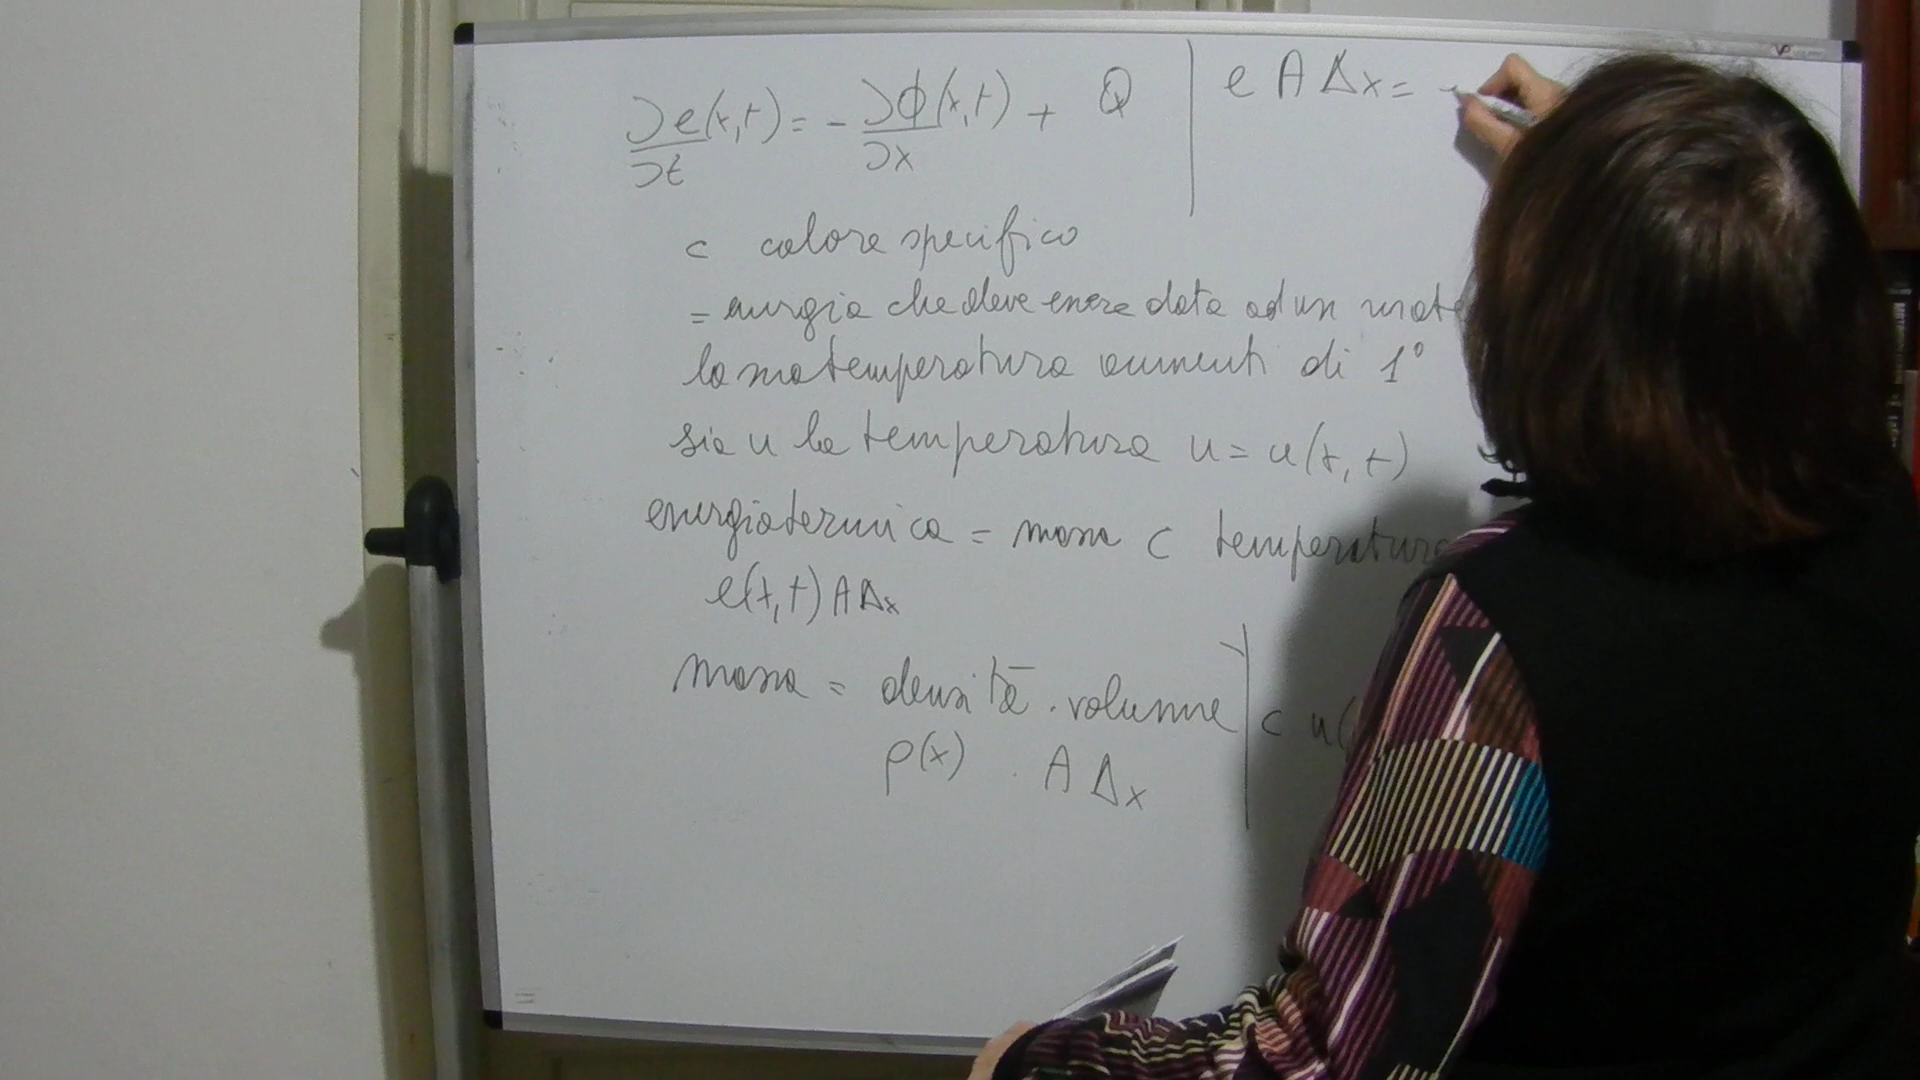 ∂e/∂t (x,t) = - ∂ϕ/∂x (x,t) + Q
e A Δx =
c calore specifico
= energia che deve essere data ad un mate
la sua temperatura aumenti di 1°
sia u la temperatura u = u(x,t)
energia termica = massa c temperatura
e(x,t) A Δx
massa = densità . volume
c u(
ρ(x) . A Δx